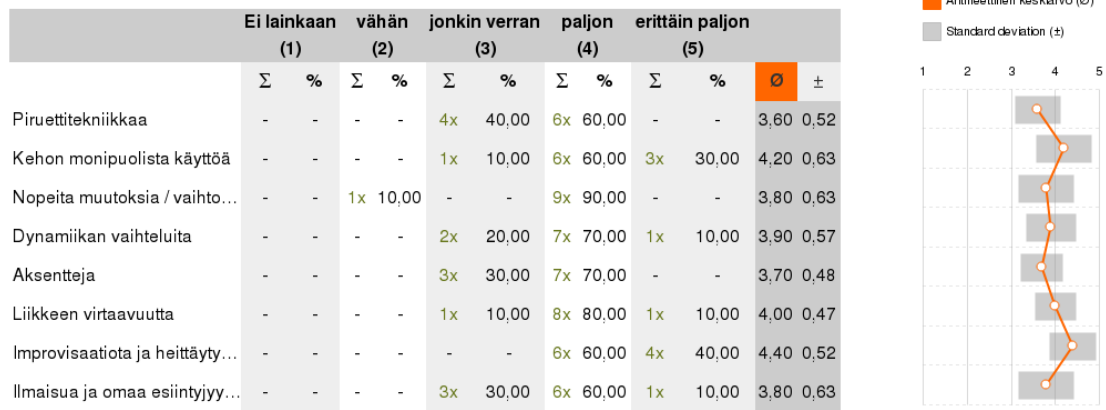 Ei lainkaan vähän jonkin verran paljon erittäin paljon
(1) (2) (3) (4) (5)
Σ % Σ % Σ % Σ % Σ % Ø ±
Piruettitekniikkaa - - - - 4x 40,00 6x 60,00 - - 3,60 0,52
Kehon monipuolista käyttöä - - - - 1x 10,00 6x 60,00 3x 30,00 4,20 0,63
Nopeita muutoksia / vaihto... - - 1x 10,00 - - 9x 90,00 - - 3,80 0,63
Dynamiikan vaihteluita - - - - 2x 20,00 7x 70,00 1x 10,00 3,90 0,57
Aksentteja - - - - 3x 30,00 7x 70,00 - - 3,70 0,48
Liikkeen virtaavuutta - - - - 1x 10,00 8x 80,00 1x 10,00 4,00 0,47
Improvisaatiota ja heittäyty... - - - - - - 6x 60,00 4x 40,00 4,40 0,52
Ilmaisua ja omaa esiintyjyy... - - - - 3x 30,00 6x 60,00 1x 10,00 3,80 0,63
Aritmeettinen keskiarvo (Ø)
Standard deviation (±)
1 2 3 4 5